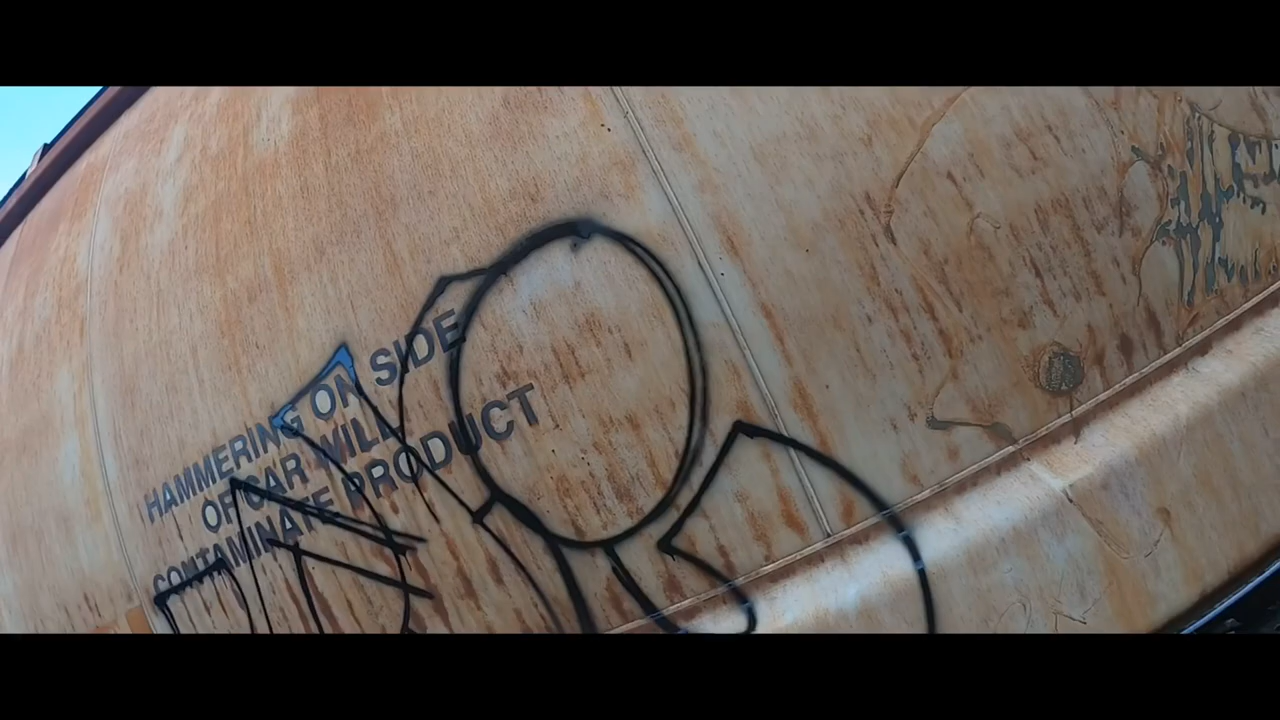 HAMMERING ON SIDE
OF CAR WILL
CONTAMINATE PRODUCT